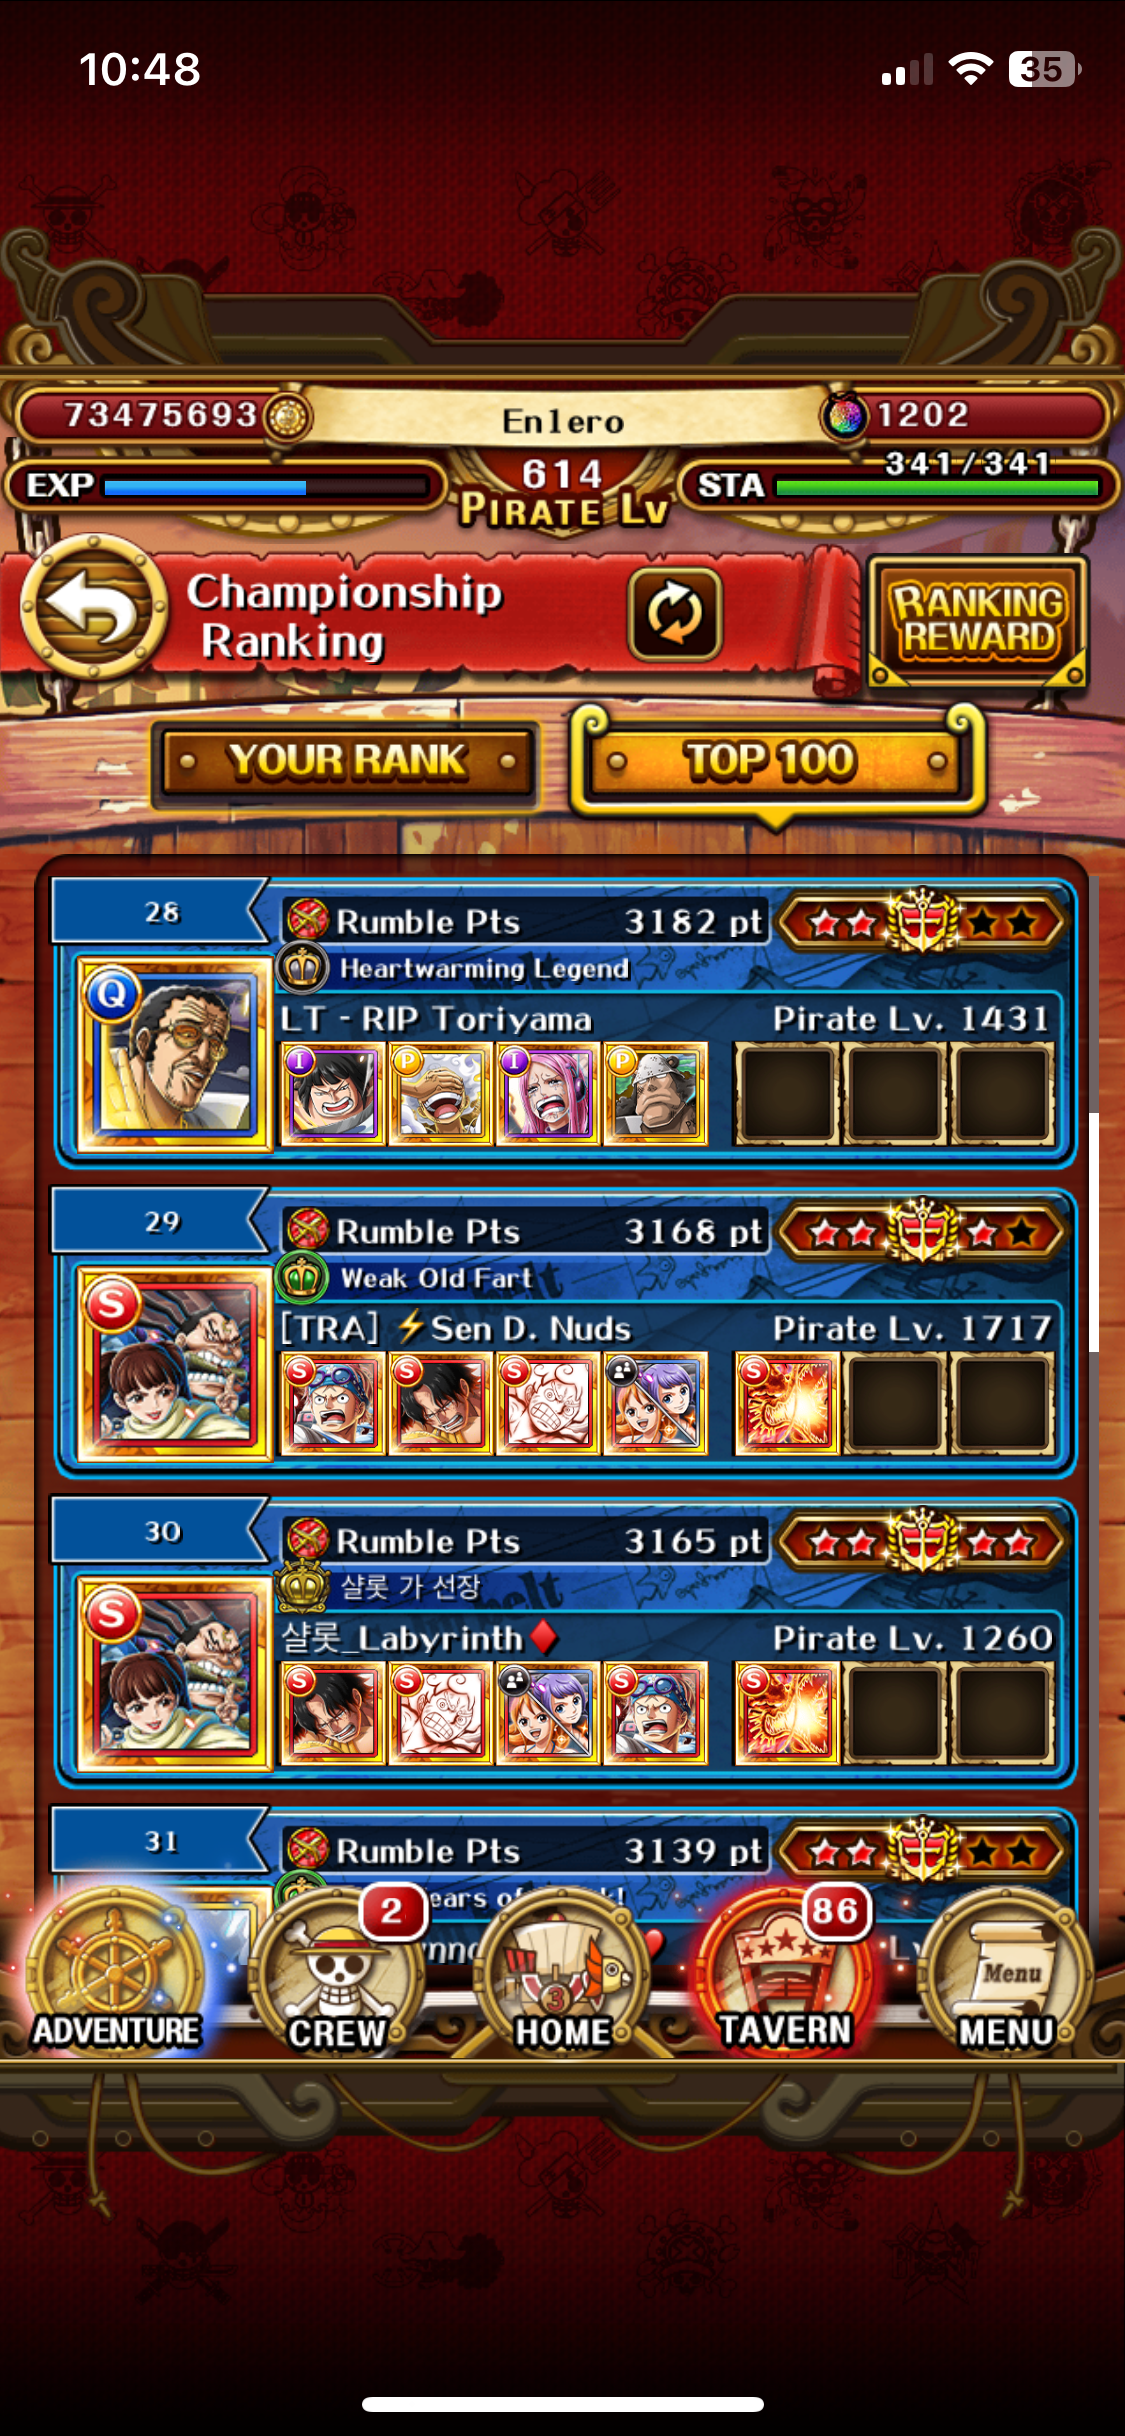 10:48
35
73475693
En1ero
1202
EXP
614
PIRATE LV
STA
341/341
Championship
Ranking
RANKING
REWARD
YOUR RANK
TOP 100
28
Rumble Pts 3182 pt
Q
Heartwarming Legend
LT - RIP Toriyama
Pirate Lv. 1431
I
P
I
P
29
Rumble Pts 3168 pt
S
Weak Old Fart
[TRA] ⚡Sen D. Nuds
Pirate Lv. 1717
S
S
S
S
30
Rumble Pts 3165 pt
S
샬롯 가 선장
샬롯_Labyrinth♦
Pirate Lv. 1260
S
S
S
S
31
Rumble Pts 3139 pt
2
86
3
Menu
ADVENTURE
CREW
HOME
TAVERN
MENU